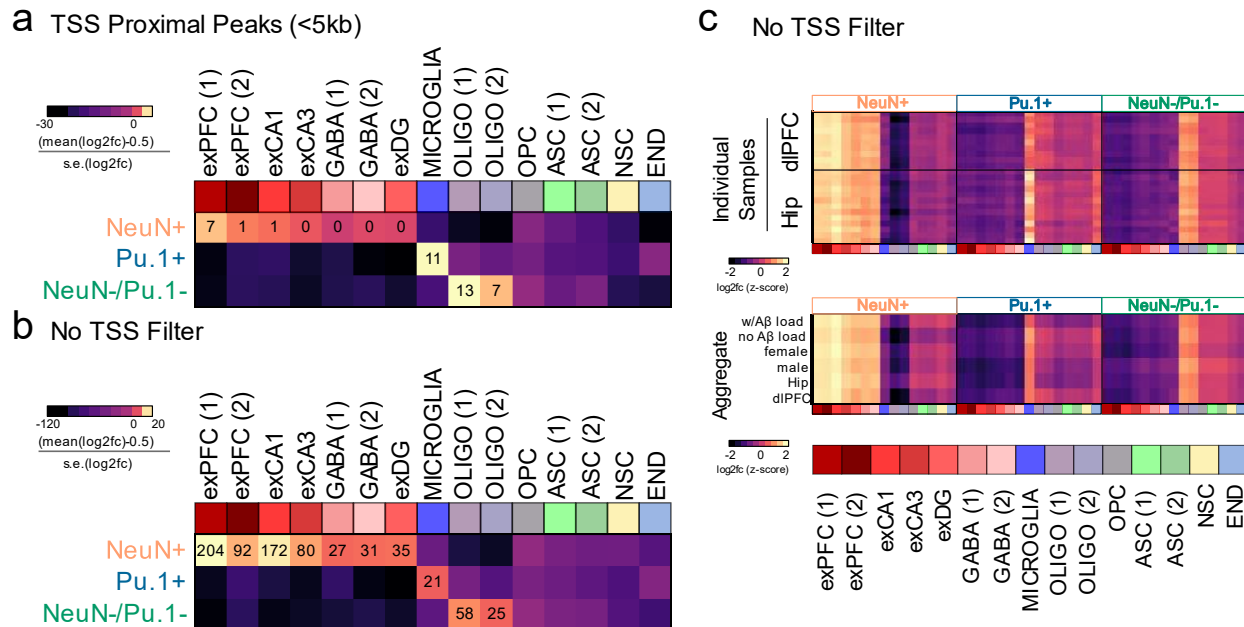 a TSS Proximal Peaks (<5kb)
-30 0
(mean(log2fc)-0.5)
s.e.(log2fc)
exPFC (1)
exPFC (2)
exCA1
exCA3
GABA (1)
GABA (2)
exDG
MICROGLIA
OLIGO (1)
OLIGO (2)
OPC
ASC (1)
ASC (2)
NSC
END
NeuN+ 7 1 1 0 0 0 0
Pu.1+ 11
NeuN-/Pu.1- 13 7
b No TSS Filter
-120 0 20
(mean(log2fc)-0.5)
s.e.(log2fc)
exPFC (1)
exPFC (2)
exCA1
exCA3
GABA (1)
GABA (2)
exDG
MICROGLIA
OLIGO (1)
OLIGO (2)
OPC
ASC (1)
ASC (2)
NSC
END
NeuN+ 204 92 172 80 27 31 35
Pu.1+ 21
NeuN-/Pu.1- 58 25
c No TSS Filter
NeuN+ Pu.1+ NeuN-/Pu.1-
Individual
Samples
dlPFC
Hip
-2 0 2
log2fc (z-score)
NeuN+ Pu.1+ NeuN-/Pu.1-
Aggregate
w/Aβ load
no Aβ load
female
male
Hip
dlPFC
-2 0 2
log2fc (z-score)
exPFC (1)
exPFC (2)
exCA1
exCA3
exDG
GABA (1)
GABA (2)
MICROGLIA
OLIGO (1)
OLIGO (2)
OPC
ASC (1)
ASC (2)
NSC
END